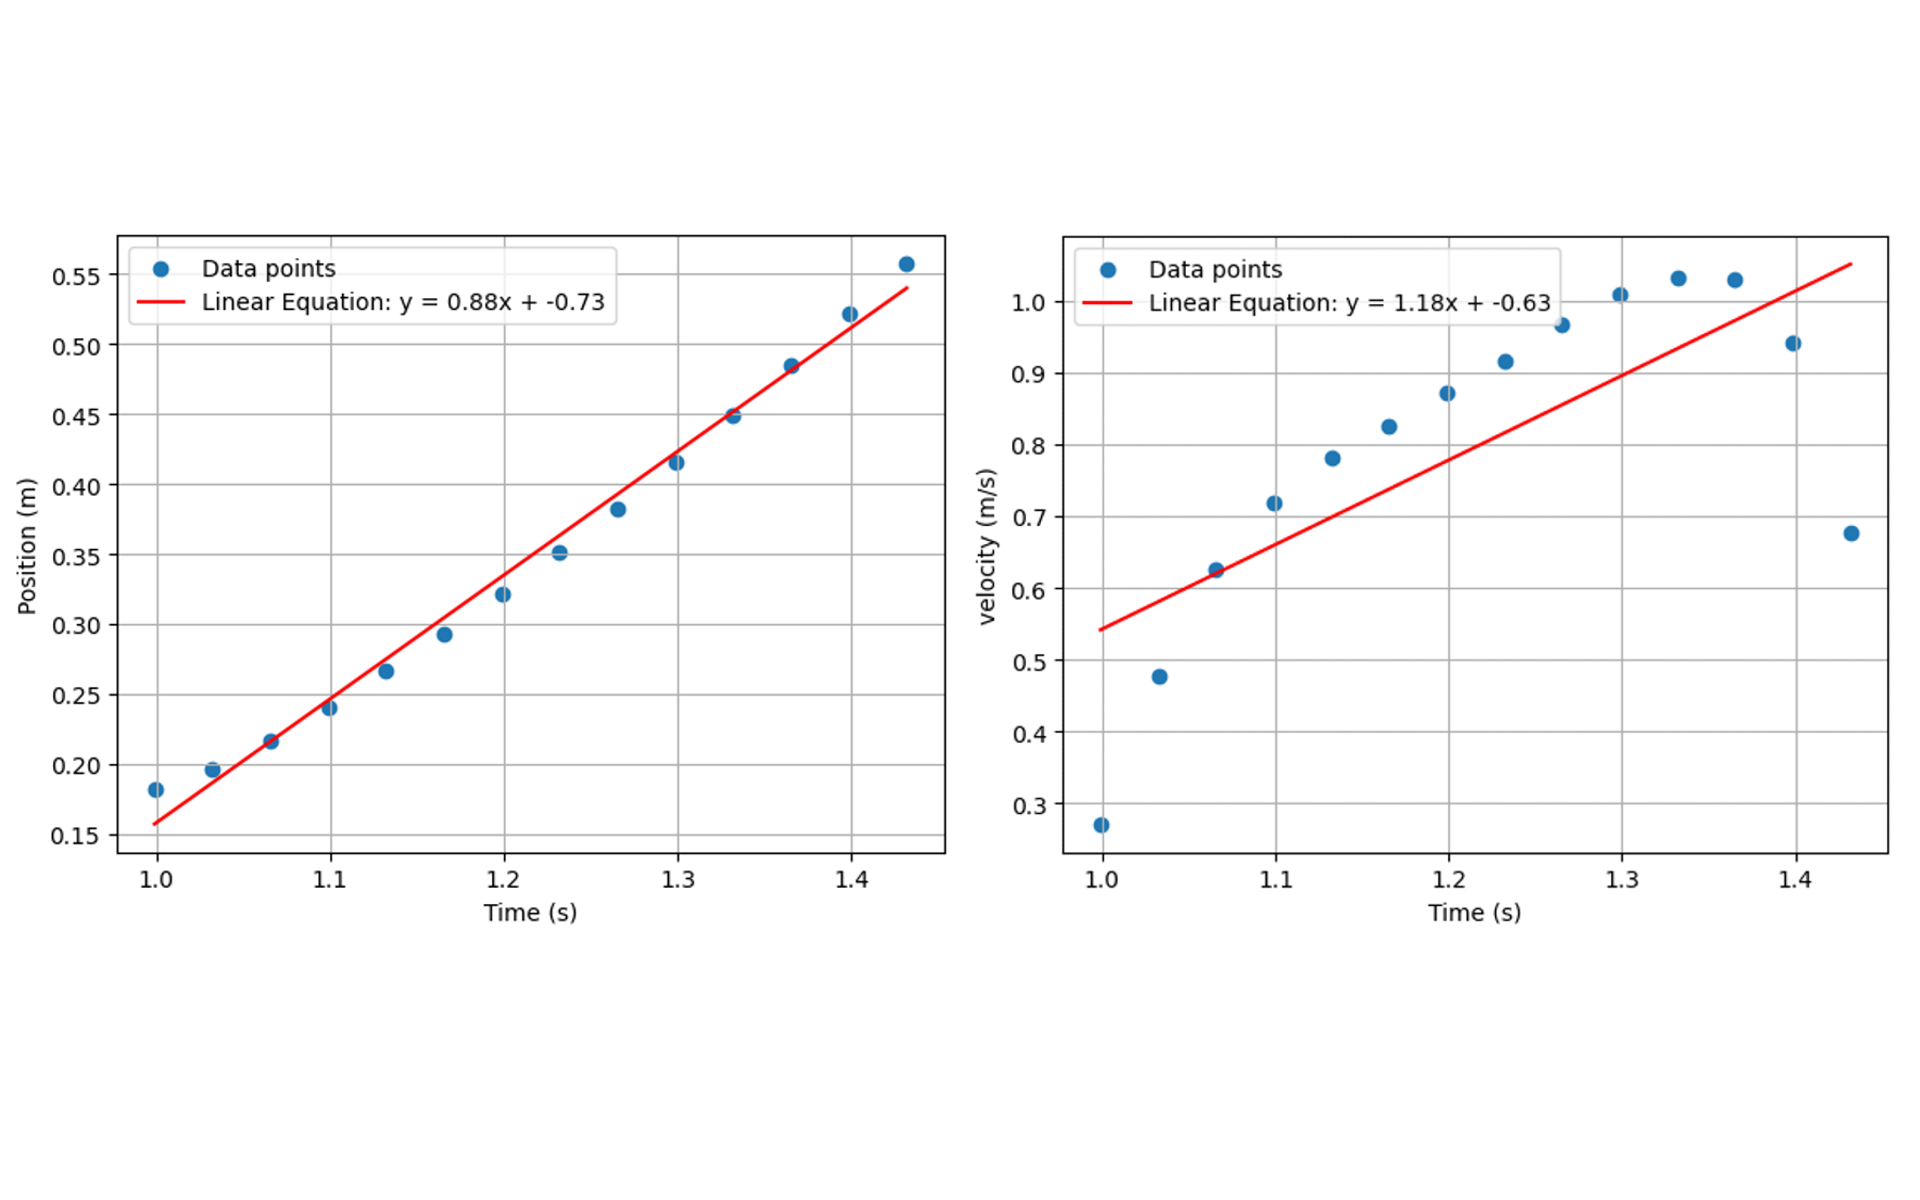 Data points
Linear Equation: y = 0.88x + -0.73
0.55
0.50
0.45
0.40
0.35
0.30
0.25
0.20
0.15
Position (m)
1.0 1.1 1.2 1.3 1.4
Time (s)
Data points
Linear Equation: y = 1.18x + -0.63
1.0
0.9
0.8
0.7
0.6
0.5
0.4
0.3
velocity (m/s)
1.0 1.1 1.2 1.3 1.4
Time (s)